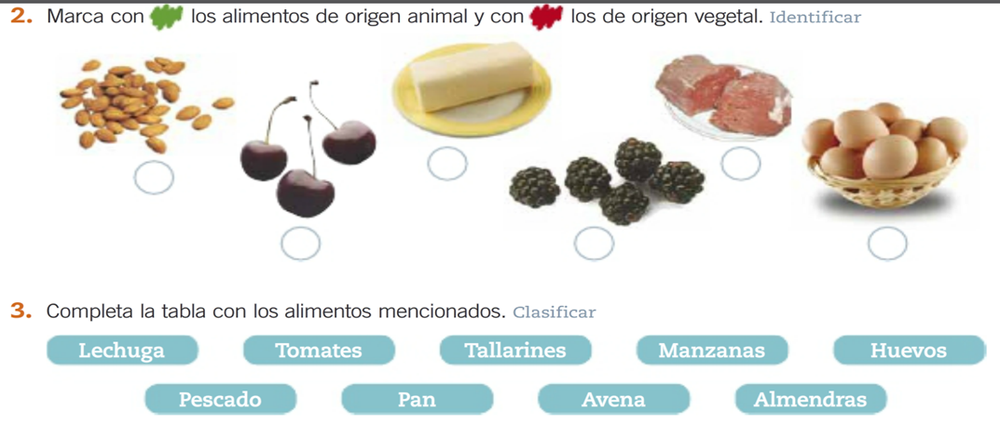 2. Marca con los alimentos de origen animal y con los de origen vegetal. Identificar
3. Completa la tabla con los alimentos mencionados. Clasificar
Lechuga Tomates Tallarines Manzanas Huevos
Pescado Pan Avena Almendras